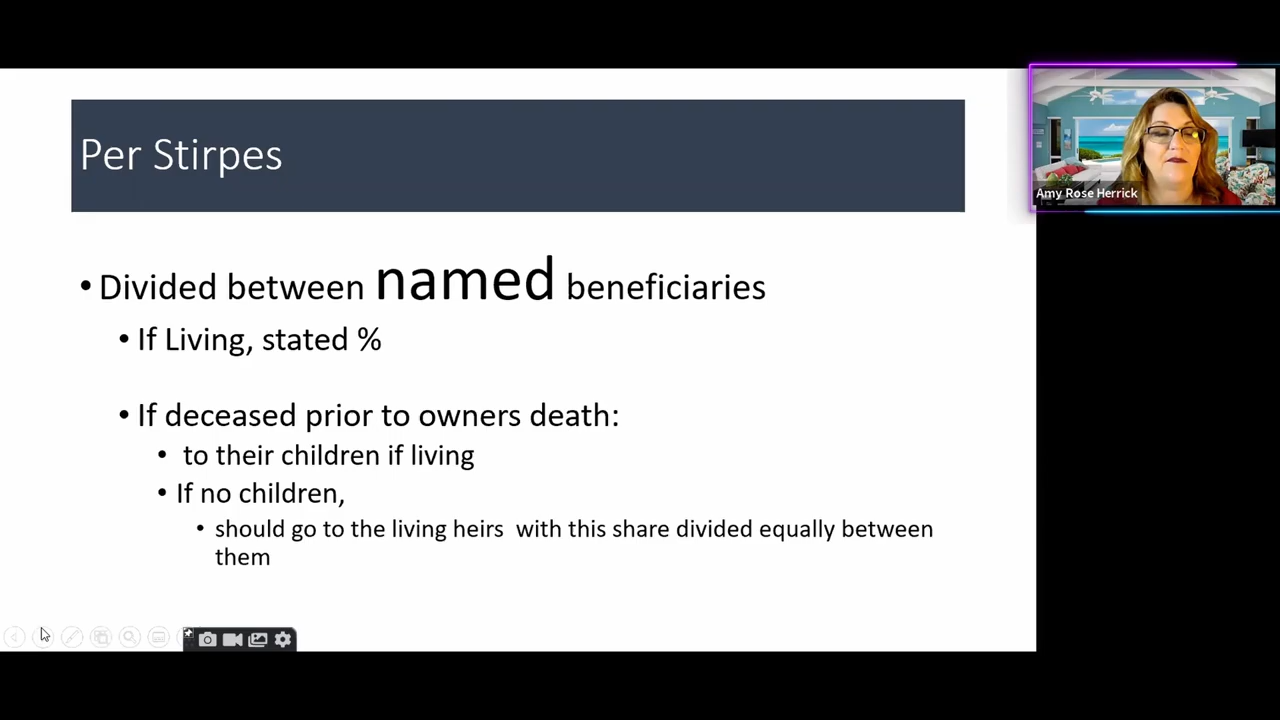 Per Stirpes
• Divided between named beneficiaries
• If Living, stated %
• If deceased prior to owners death:
• to their children if living
• If no children,
• should go to the living heirs with this share divided equally between
them
Amy Rose Herrick